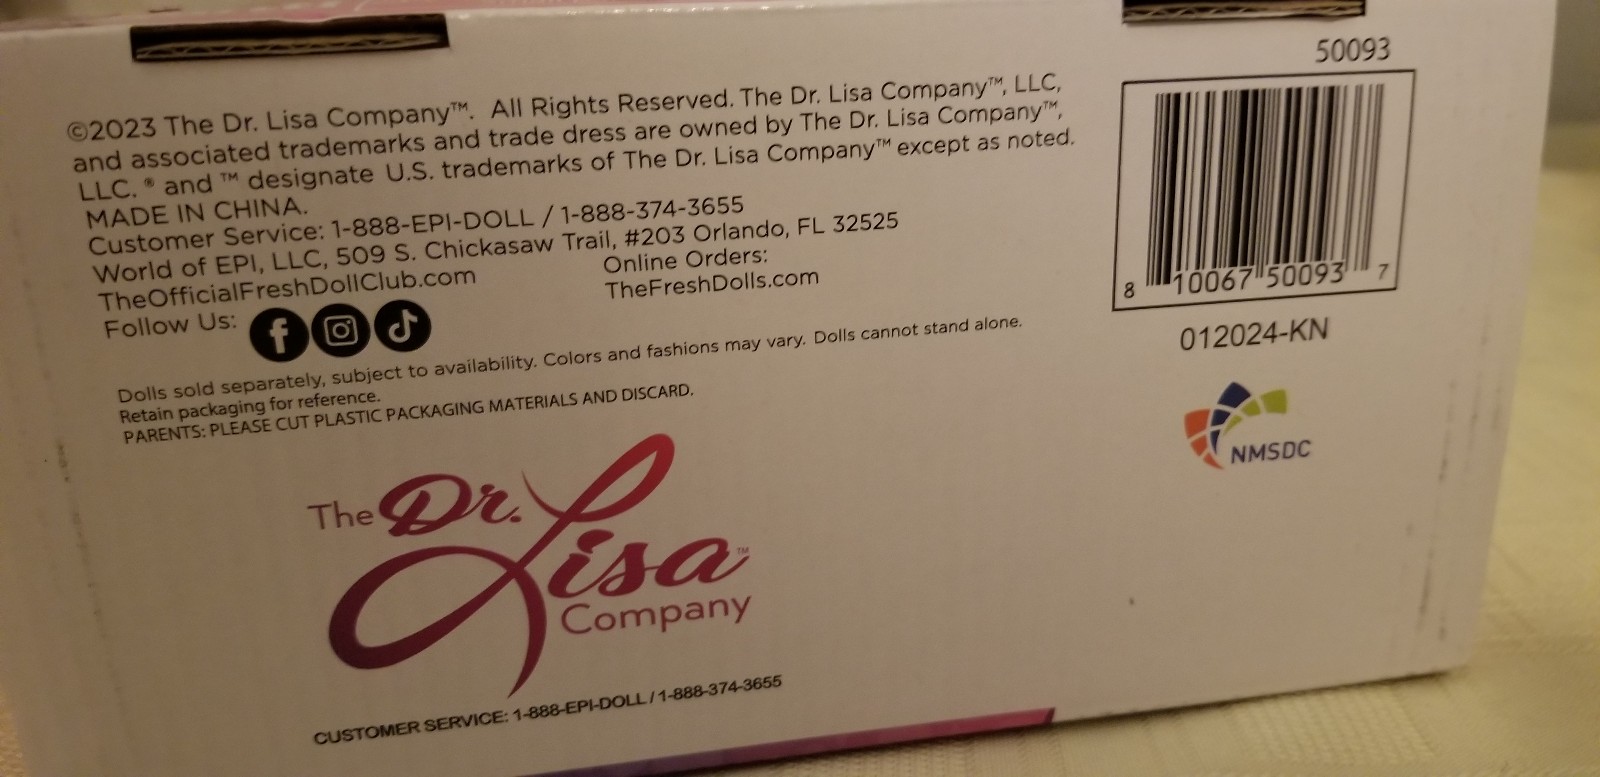 ©2023 The Dr. Lisa Company™. All Rights Reserved. The Dr. Lisa Company™, LLC,
and associated trademarks and trade dress are owned by The Dr. Lisa Company™,
LLC. ® and ™ designate U.S. trademarks of The Dr. Lisa Company™ except as noted.
MADE IN CHINA.
Customer Service: 1-888-EPI-DOLL / 1-888-374-3655
World of EPI, LLC, 509 S. Chickasaw Trail, #203 Orlando, FL 32525
TheOfficialFreshDollClub.com
Online Orders:
TheFreshDolls.com
Follow Us:
Dolls sold separately, subject to availability. Colors and fashions may vary. Dolls cannot stand alone.
Retain packaging for reference.
PARENTS: PLEASE CUT PLASTIC PACKAGING MATERIALS AND DISCARD.
The Dr.
Lisa™
Company
CUSTOMER SERVICE: 1-888-EPI-DOLL / 1-888-374-3655
50093
8 10067 50093 7
012024-KN
NMSDC